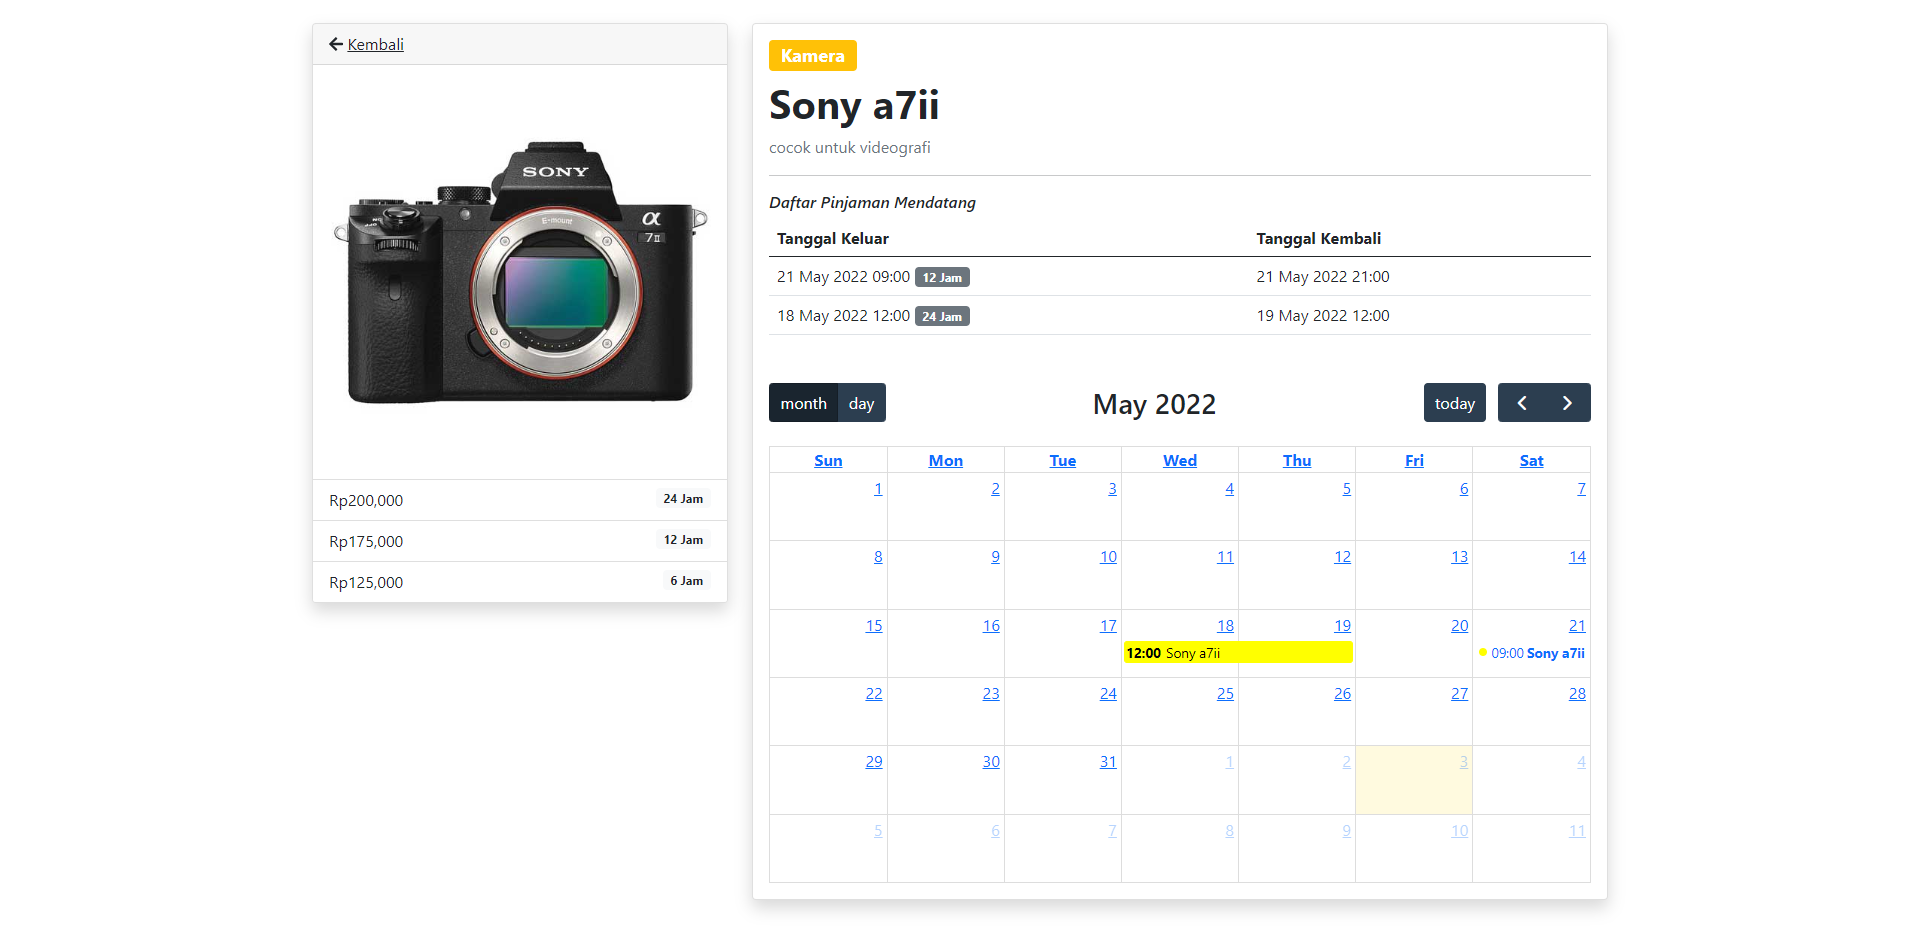 Kembali
SONY
E-mount
α
7II
Rp200,000 24 Jam
Rp175,000 12 Jam
Rp125,000 6 Jam
Kamera
Sony a7ii
cocok untuk videografi
Daftar Pinjaman Mendatang
Tanggal Keluar Tanggal Kembali
21 May 2022 09:00 12 Jam 21 May 2022 21:00
18 May 2022 12:00 24 Jam 19 May 2022 12:00
month day May 2022 today
Sun Mon Tue Wed Thu Fri Sat
1 2 3 4 5 6 7
8 9 10 11 12 13 14
15 16 17 18 19 20 21
12:00 Sony a7ii 09:00 Sony a7ii
22 23 24 25 26 27 28
29 30 31 1 2 3 4
5 6 7 8 9 10 11